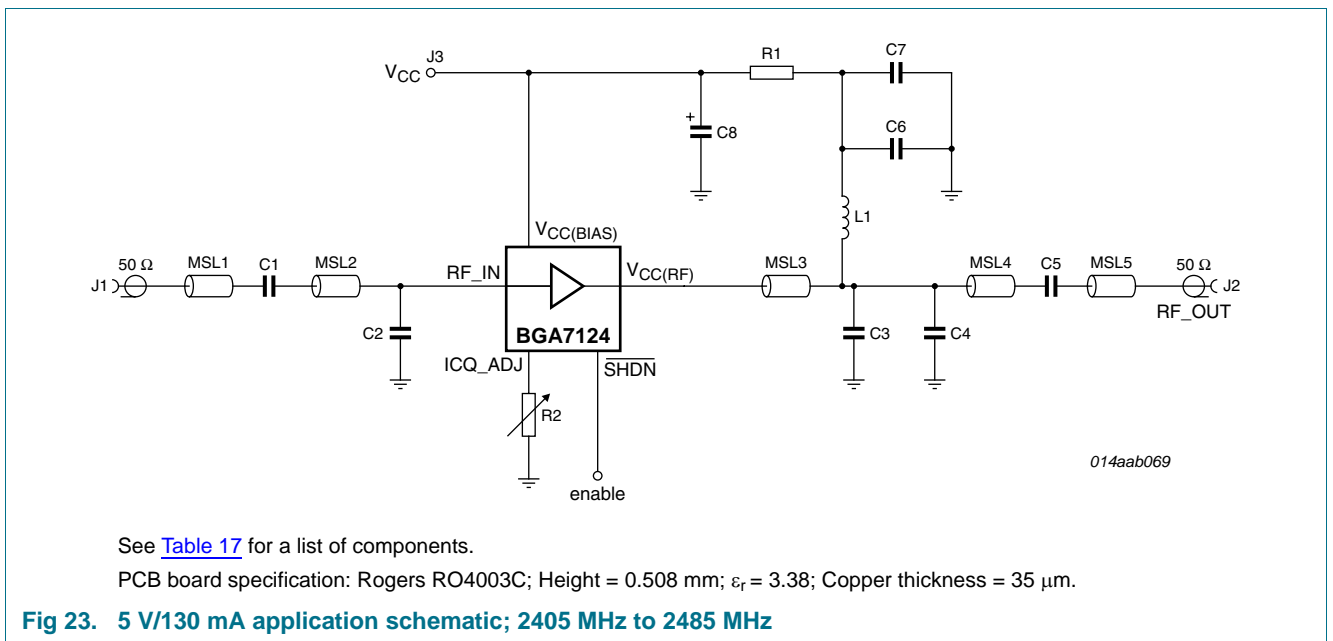 J3
VCC
R1
C7
+
C8
C6
L1
VCC(BIAS)
50 Ω
MSL1
C1
MSL2
RF_IN
VCC(RF)
MSL3
MSL4
C5
MSL5
50 Ω
J1
J2
RF_OUT
C2
BGA7124
C3
C4
ICQ_ADJ
SHDN
R2
014aab069
enable
See Table 17 for a list of components.
PCB board specification: Rogers RO4003C; Height = 0.508 mm; εr = 3.38; Copper thickness = 35 μm.
Fig 23. 5 V/130 mA application schematic; 2405 MHz to 2485 MHz